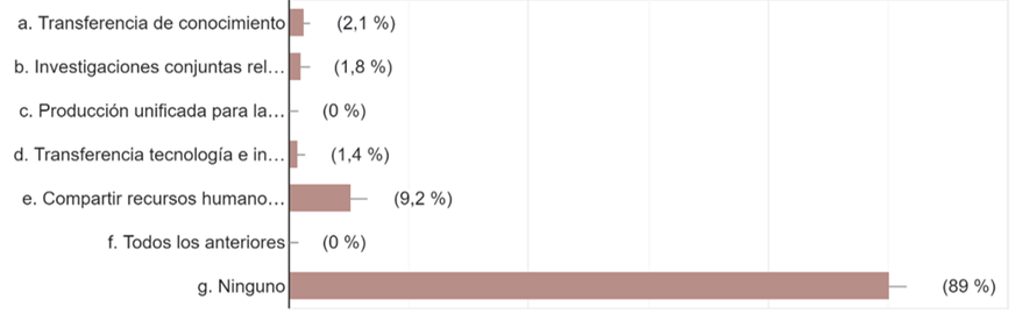 a. Transferencia de conocimiento (2,1 %)
b. Investigaciones conjuntas rel... (1,8 %)
c. Producción unificada para la... (0 %)
d. Transferencia tecnología e in... (1,4 %)
e. Compartir recursos humano... (9,2 %)
f. Todos los anteriores (0 %)
g. Ninguno (89 %)